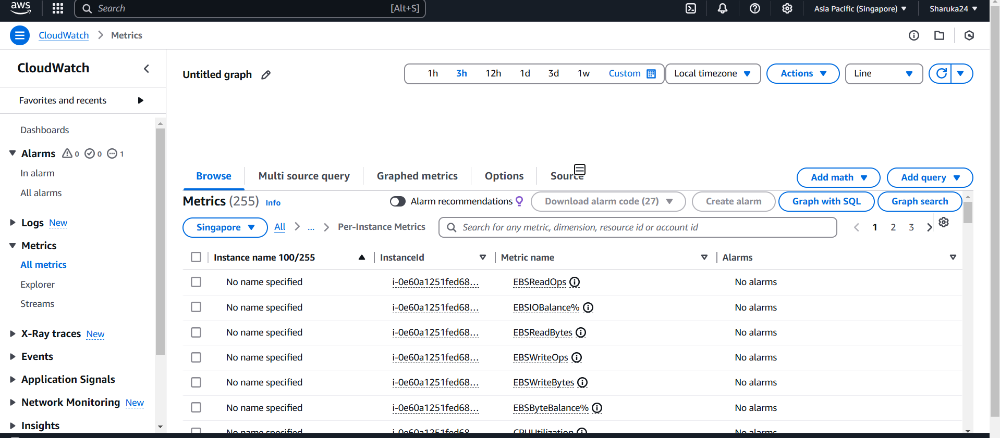 aws
Search [Alt+S]
Asia Pacific (Singapore) Sharuka24
CloudWatch Metrics
CloudWatch
Favorites and recents
Dashboards
Alarms 0 0 1
In alarm
All alarms
Logs New
Metrics
All metrics
Explorer
Streams
X-Ray traces New
Events
Application Signals
Network Monitoring New
Insights
Untitled graph
1h 3h 12h 1d 3d 1w Custom Local timezone Actions Line
Browse Multi source query Graphed metrics Options Source Add math Add query
Metrics (255) Info Alarm recommendations Download alarm code (27) Create alarm Graph with SQL Graph search
Singapore All ... Per-Instance Metrics Search for any metric, dimension, resource id or account id 1 2 3
Instance name 100/255 InstanceId Metric name Alarms
No name specified i-0e60a1251fed68... EBSReadOps No alarms
No name specified i-0e60a1251fed68... EBSIOBalance% No alarms
No name specified i-0e60a1251fed68... EBSReadBytes No alarms
No name specified i-0e60a1251fed68... EBSWriteOps No alarms
No name specified i-0e60a1251fed68... EBSWriteBytes No alarms
No name specified i-0e60a1251fed68... EBSByteBalance% No alarms
No name specified i-0e60a1251fed68... CPUUtilization No alarms